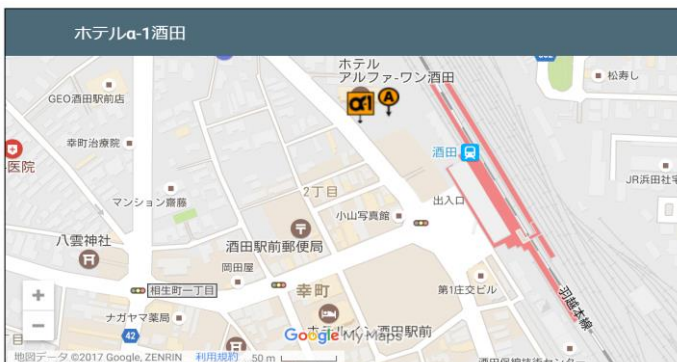 ホテルα-1酒田
ホテル
アルファ-ワン酒田
α-1
A
松寿し
GEO酒田駅前店
幸町治療院
医院
酒田
JR浜田社宅
マンション齋藤
2丁目
出入口
小山写真館
八雲神社
酒田駅前郵便局
岡田屋
相生町一丁目
幸町
第1庄交ビル
羽越本線
ナガヤマ薬局
42
Google My Maps
酒田駅前
地図データ ©2017 Google, ZENRIN
利用規約
50 m